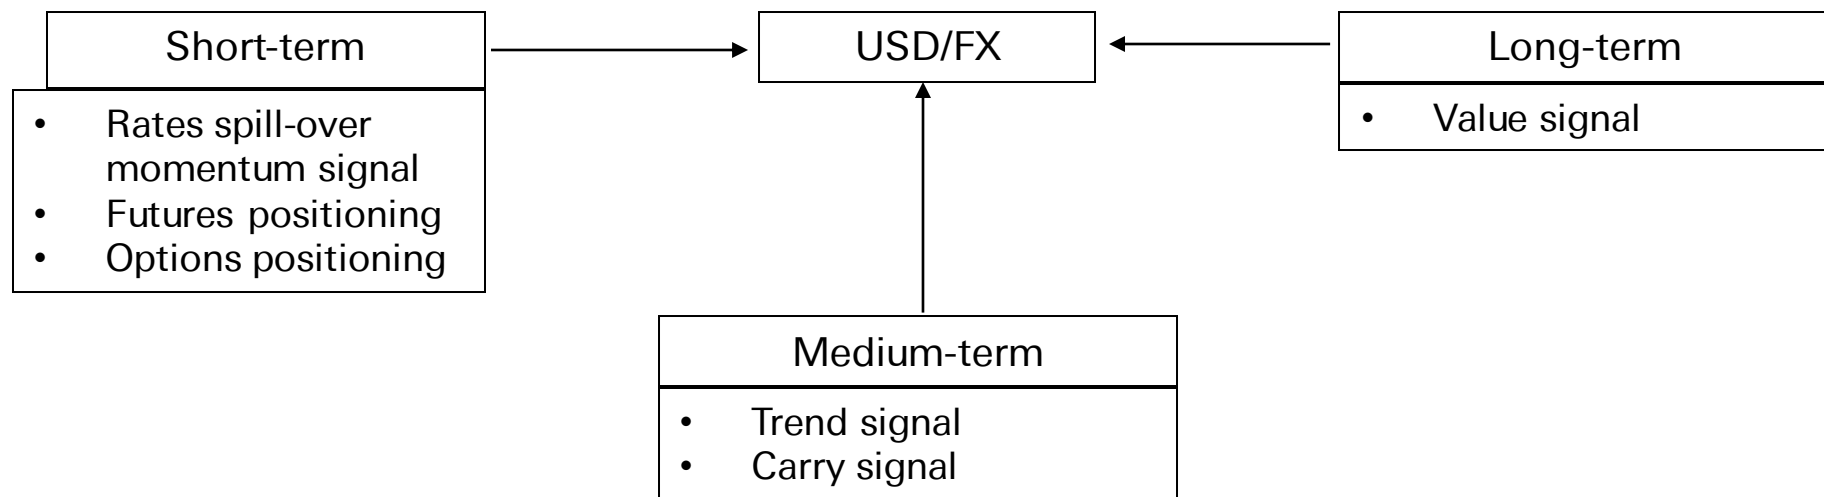 Short-term
USD/FX
Long-term
• Rates spill-over
momentum signal
• Futures positioning
• Options positioning
• Value signal
Medium-term
• Trend signal
• Carry signal